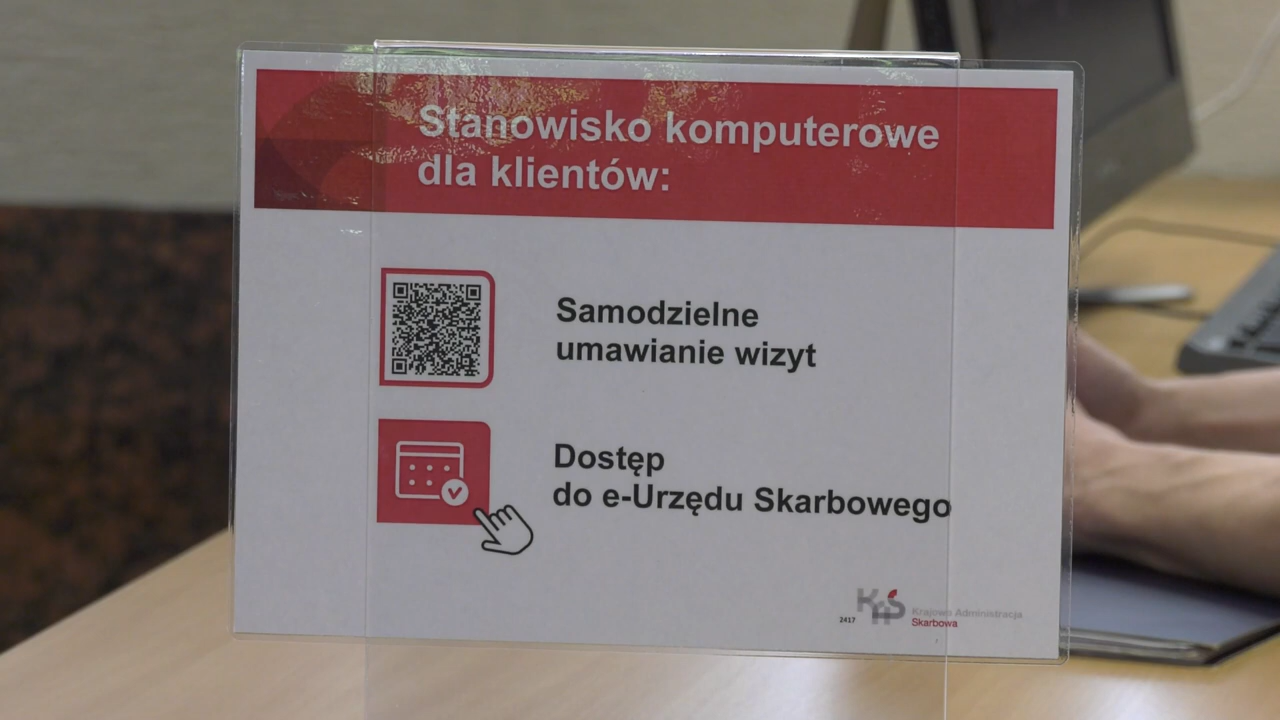 Stanowisko komputerowe
dla klientów:
Samodzielne
umawianie wizyt
Dostęp
do e-Urzędu Skarbowego
2417
KAS
Krajowa Administracja
Skarbowa